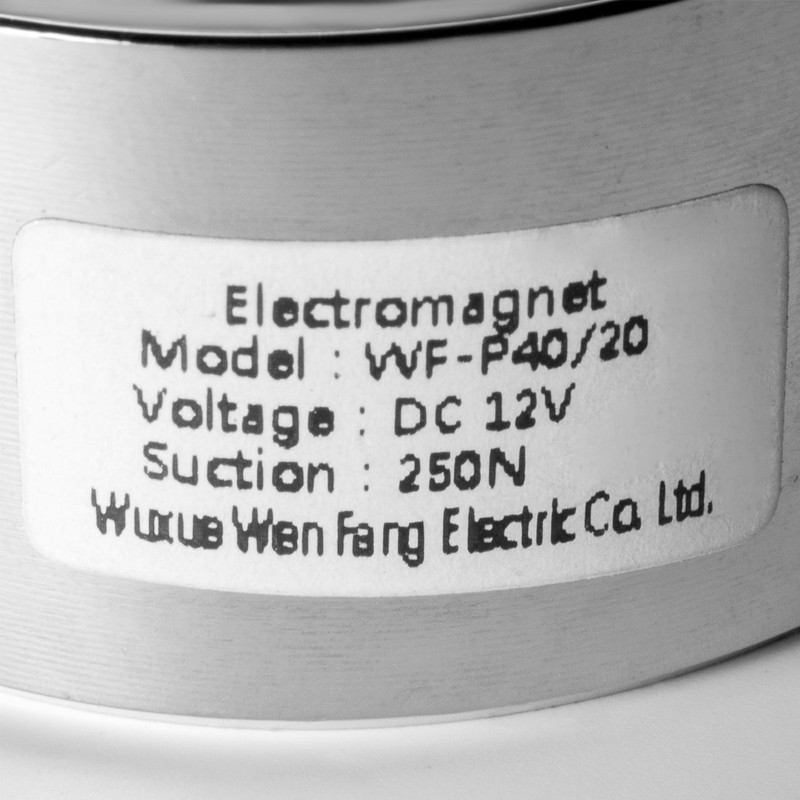 Electromagnet
Model : WF-P40/20
Voltage : DC 12V
Suction : 250N
Wuxue Wen Fang Electric Co. Ltd.